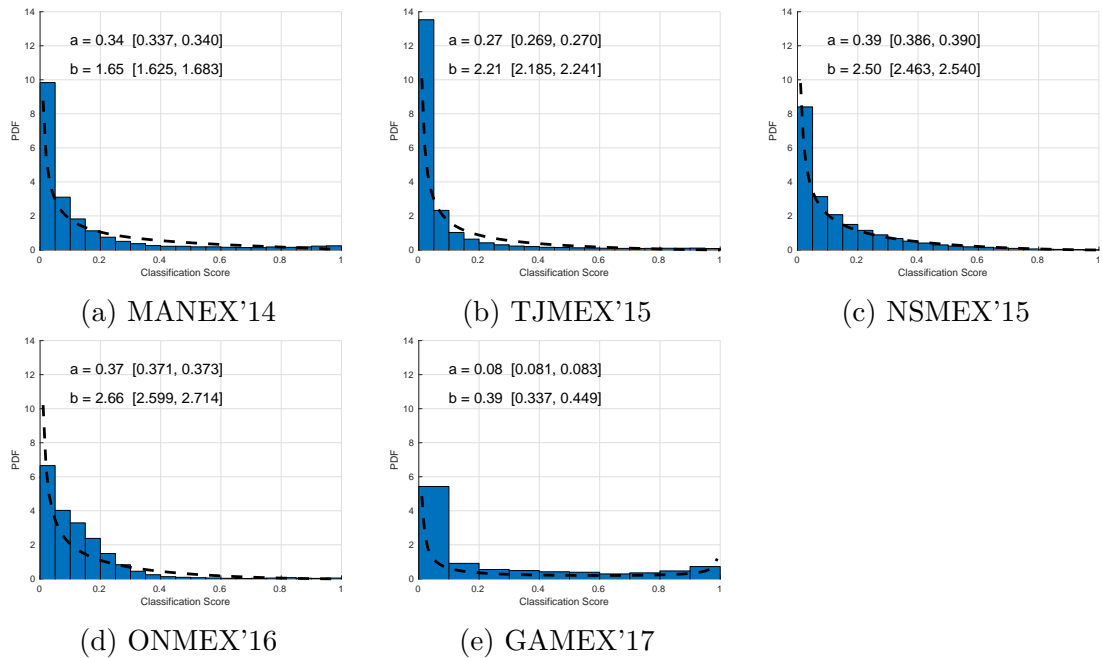 14
12
10
8
6
4
2
0
PDF
a = 0.34 [0.337, 0.340]
b = 1.65 [1.625, 1.683]
0 0.2 0.4 0.6 0.8 1
Classification Score
(a) MANEX'14
14
12
10
8
6
4
2
0
PDF
a = 0.27 [0.269, 0.270]
b = 2.21 [2.185, 2.241]
0 0.2 0.4 0.6 0.8 1
Classification Score
(b) TJMEX'15
14
12
10
8
6
4
2
0
PDF
a = 0.39 [0.386, 0.390]
b = 2.50 [2.463, 2.540]
0 0.2 0.4 0.6 0.8 1
Classification Score
(c) NSMEX'15
14
12
10
8
6
4
2
0
PDF
a = 0.37 [0.371, 0.373]
b = 2.66 [2.599, 2.714]
0 0.2 0.4 0.6 0.8 1
Classification Score
(d) ONMEX'16
14
12
10
8
6
4
2
0
PDF
a = 0.08 [0.081, 0.083]
b = 0.39 [0.337, 0.449]
0 0.2 0.4 0.6 0.8 1
Classification Score
(e) GAMEX'17